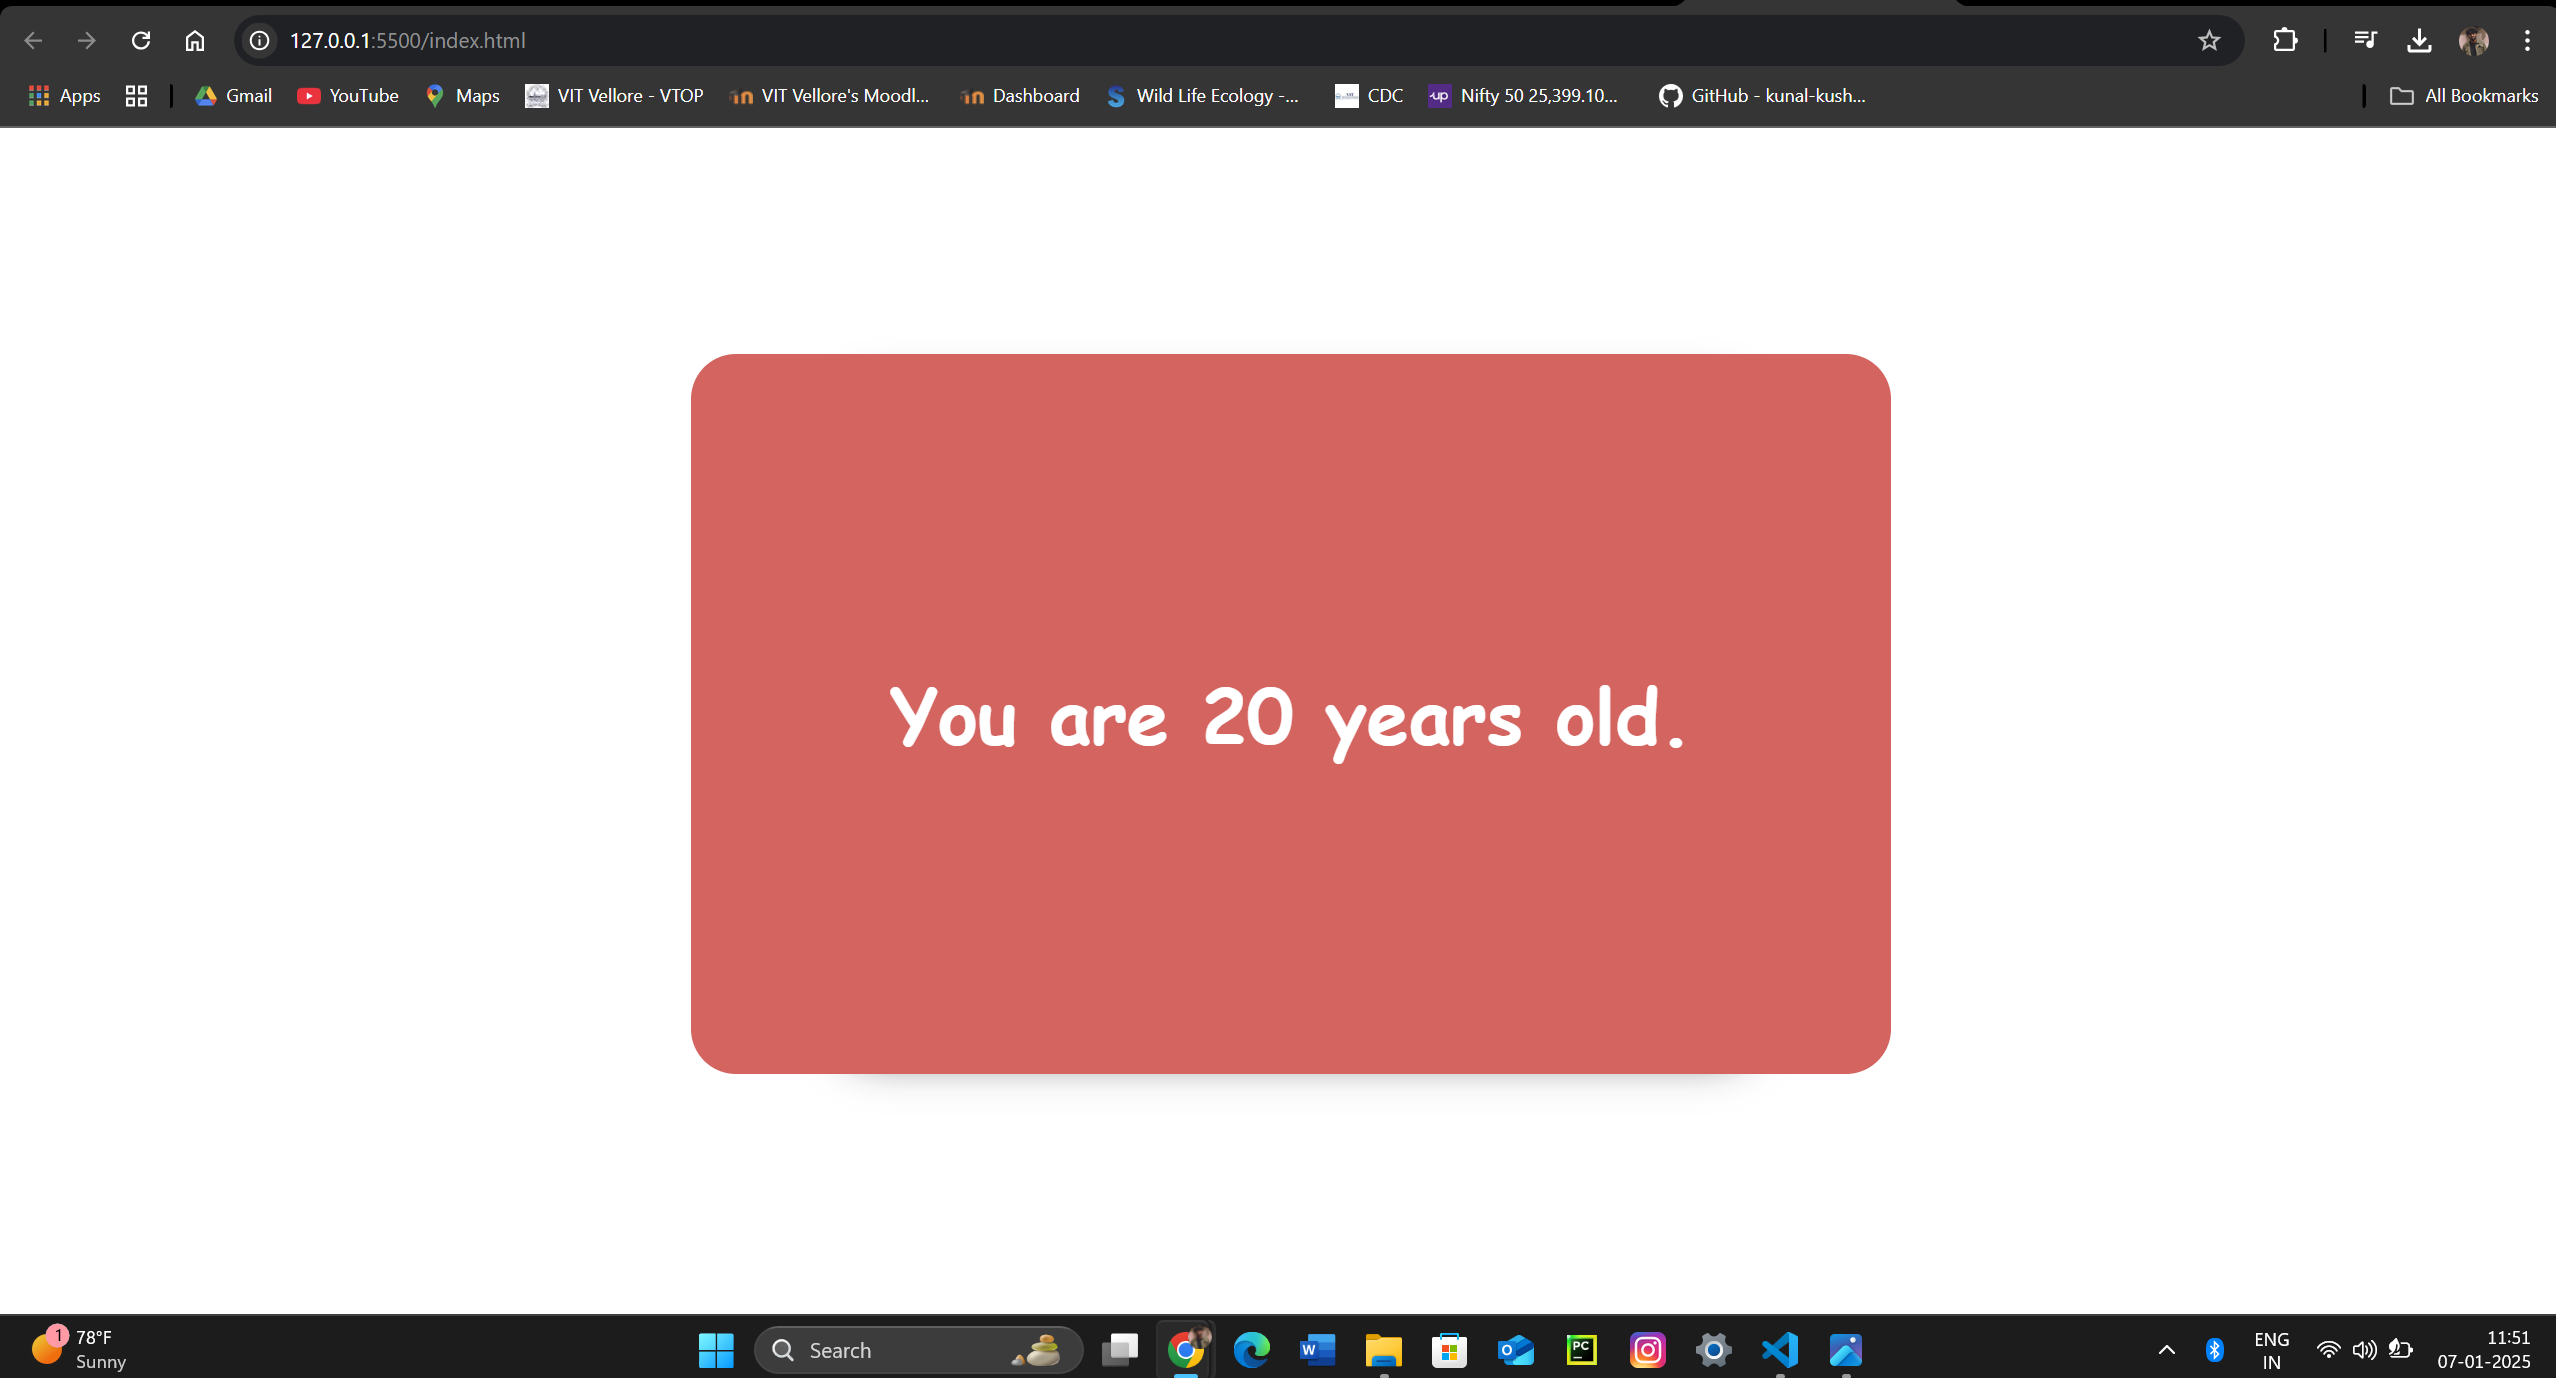 127.0.0.1:5500/index.html
Apps Gmail YouTube Maps VIT Vellore - VTOP VIT Vellore's Moodl... Dashboard Wild Life Ecology -... CDC up Nifty 50 25,399.10... GitHub - kunal-kush... All Bookmarks
You are 20 years old.
1 78°F
Sunny
Search
W
O
PC
ENG
IN
11:51
07-01-2025